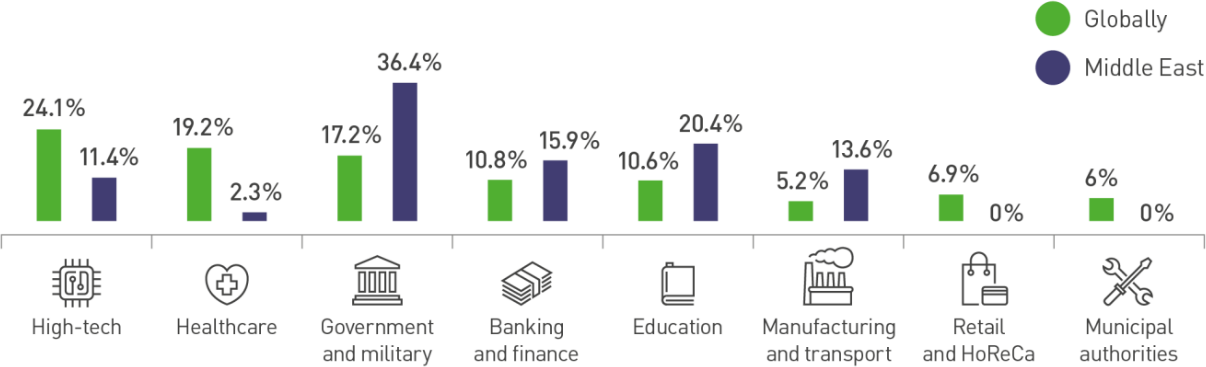 Globally
Middle East
24.1%
11.4%
19.2%
2.3%
17.2%
36.4%
10.8%
15.9%
10.6%
20.4%
5.2%
13.6%
6.9%
0%
6%
0%
High-tech
Healthcare
Government
and military
Banking
and finance
Education
Manufacturing
and transport
Retail
and HoReCa
Municipal
authorities